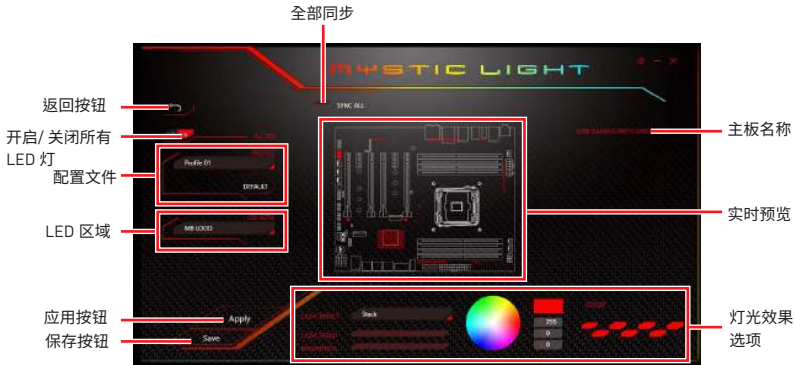 全部同步
MYSTIC LIGHT
SYNC ALL
返回按钮
开启/ 关闭所有
LED 灯
主板名称
配置文件
Profile 01
DEFAULT
LED 区域
MB LOGO
实时预览
应用按钮
Apply
保存按钮
Save
Stack
255
0
0
灯光效果
选项